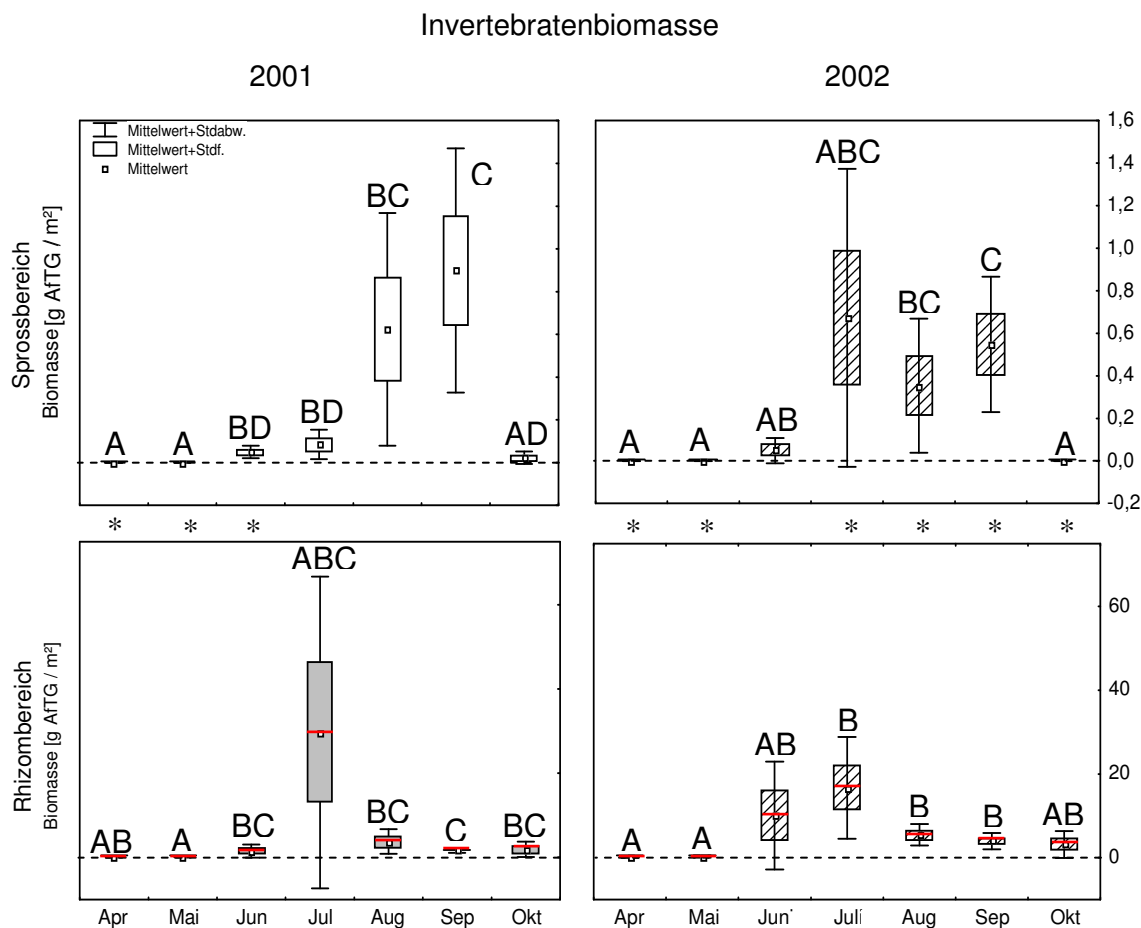 Invertebratenbiomasse
2001 2002
Mittelwert+Stdabw.
Mittelwert+Stdf.
Mittelwert
Sprossbereich
Biomasse [g AfTG / m²]
A A BD BD BC C AD
A A AB ABC BC C A
1,6
1,4
1,2
1,0
0,8
0,6
0,4
0,2
0,0
-0,2
* * * * * * * * *
Rhizombereich
Biomasse [g AfTG / m²]
AB A BC ABC BC C BC
A A AB B B B AB
60
40
20
0
Apr Mai Jun Jul Aug Sep Okt
Apr Mai Jun Juli Aug Sep Okt